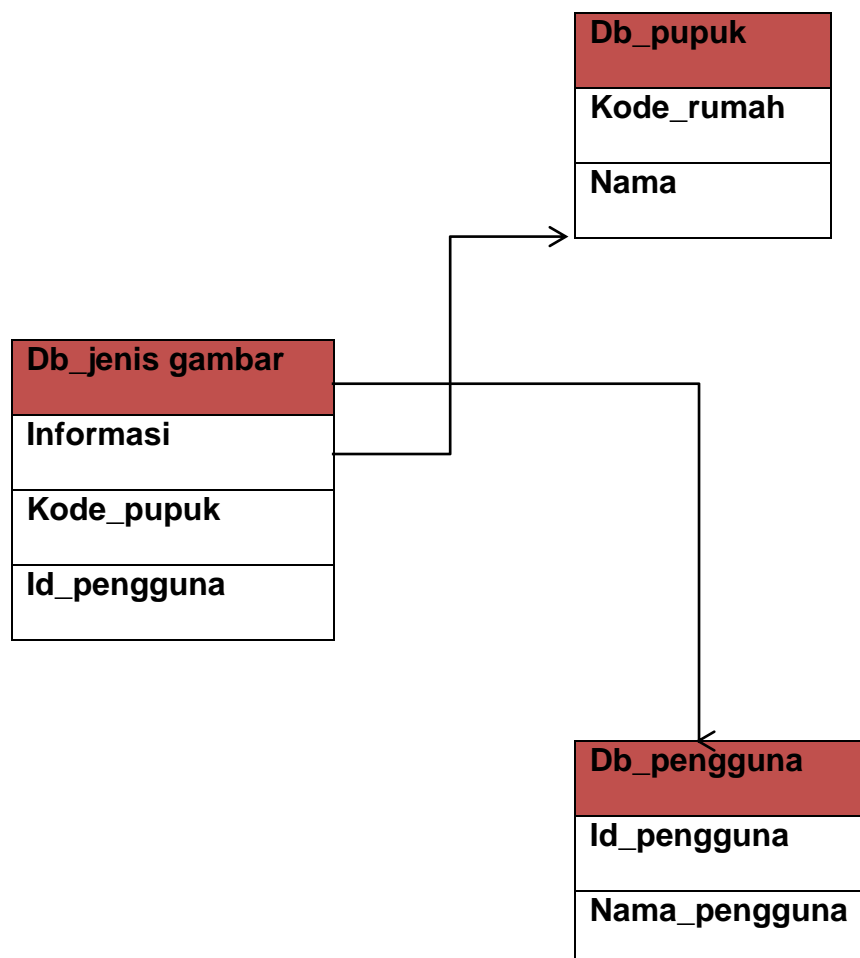 Db_pupuk
Kode_rumah
Nama
Db_jenis gambar
Informasi
Kode_pupuk
Id_pengguna
Db_pengguna
Id_pengguna
Nama_pengguna